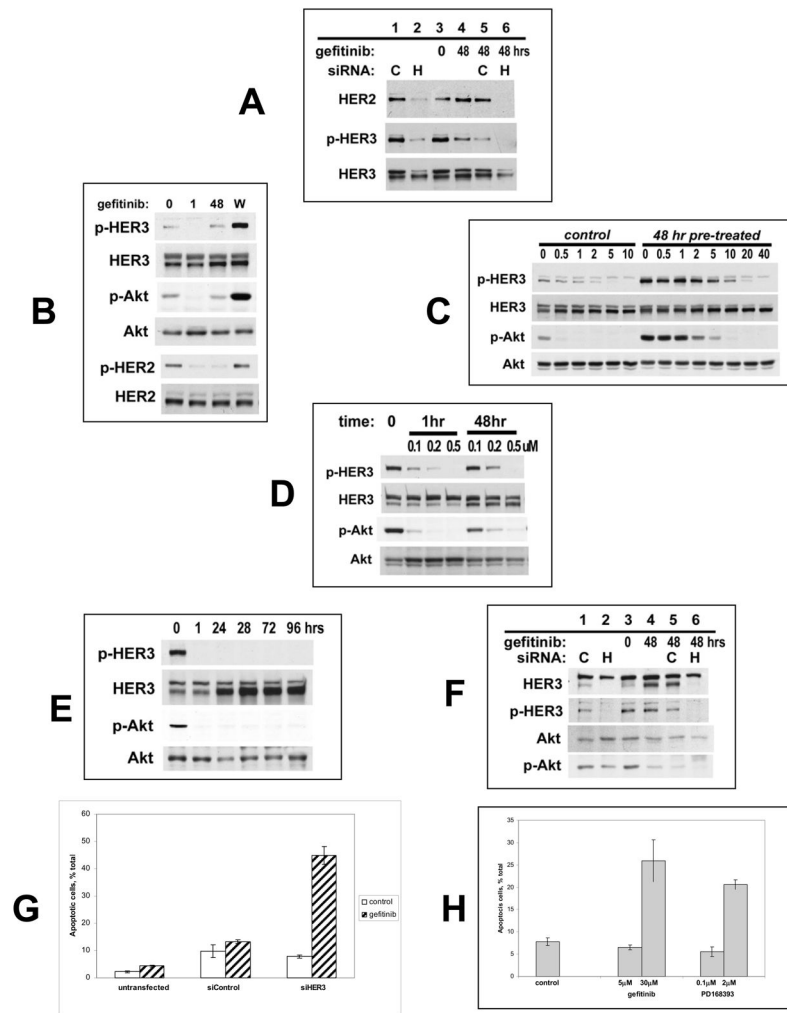 A
1 2 3 4 5 6
gefitinib: 0 48 48 48 hrs
siRNA: C H C H
HER2
p-HER3
HER3
B
gefitinib: 0 1 48 W
p-HER3
HER3
p-Akt
Akt
p-HER2
HER2
C
control 48 hr pre-treated
0 0.5 1 2 5 10 0 0.5 1 2 5 10 20 40
p-HER3
HER3
p-Akt
Akt
D
time: 0 1hr 48hr
0.1 0.2 0.5 0.1 0.2 0.5uM
p-HER3
HER3
p-Akt
Akt
E
0 1 24 28 72 96 hrs
p-HER3
HER3
p-Akt
Akt
F
1 2 3 4 5 6
gefitinib: 0 48 48 48 hrs
siRNA: C H C H
HER3
p-HER3
Akt
p-Akt
G
Apoptotic cells, % total
60
50
40
30
20
10
0
untransfected siControl siHER3
control
gefitinib
H
Apoptocis cells, % total
35
30
25
20
15
10
5
0
control 5µM 30µM 0.1µM 2µM
gefitinib PD168393